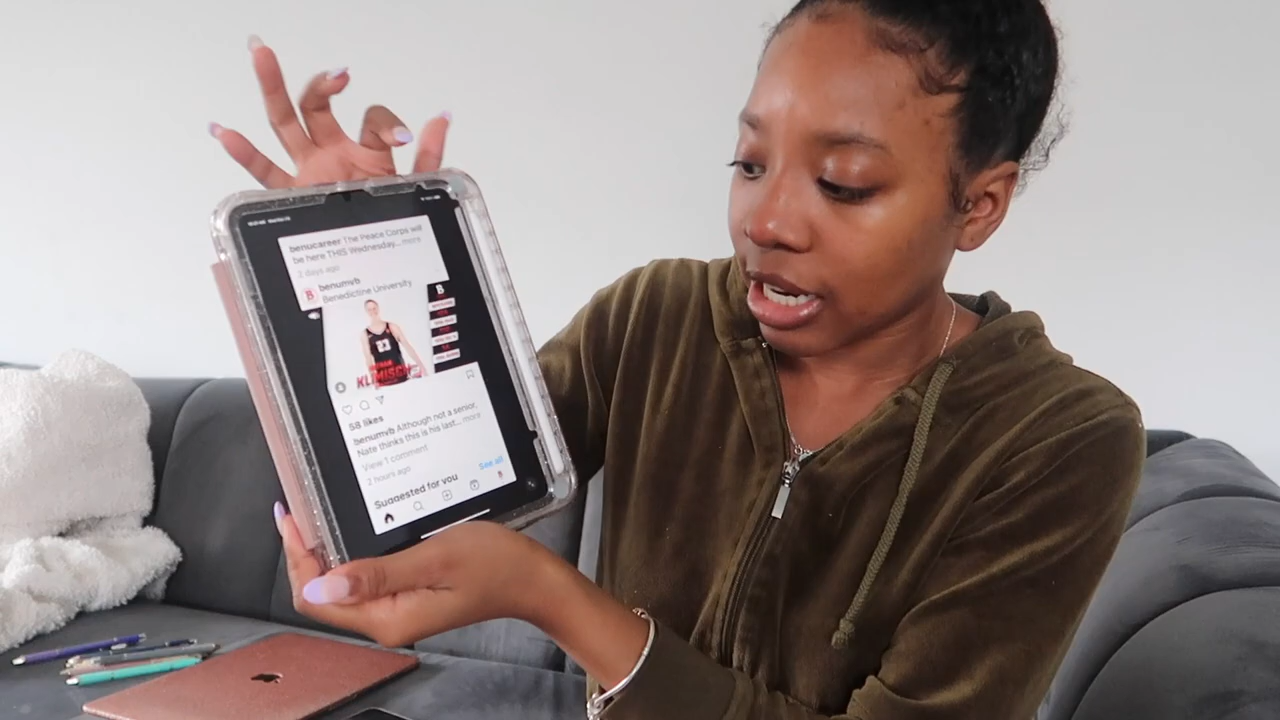 benucareer The Peace Corps will
be here THIS Wednesday... more
2 days ago
benumvb
Benedictine University
B
23
KLIMISCH
58 likes
benumvb Although not a senior,
Nate thinks this is his last... more
View 1 comment
2 hours ago
See all
Suggested for you